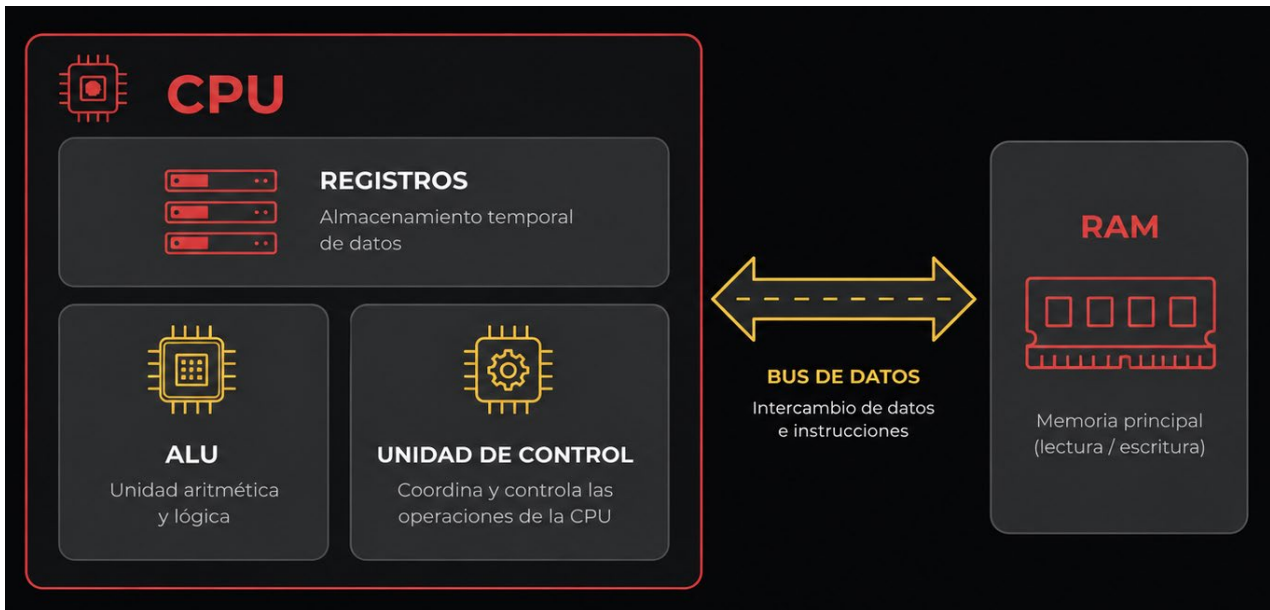 CPU
REGISTROS
Almacenamiento temporal
de datos
ALU
Unidad aritmética
y lógica
UNIDAD DE CONTROL
Coordina y controla las
operaciones de la CPU
BUS DE DATOS
Intercambio de datos
e instrucciones
RAM
Memoria principal
(lectura / escritura)